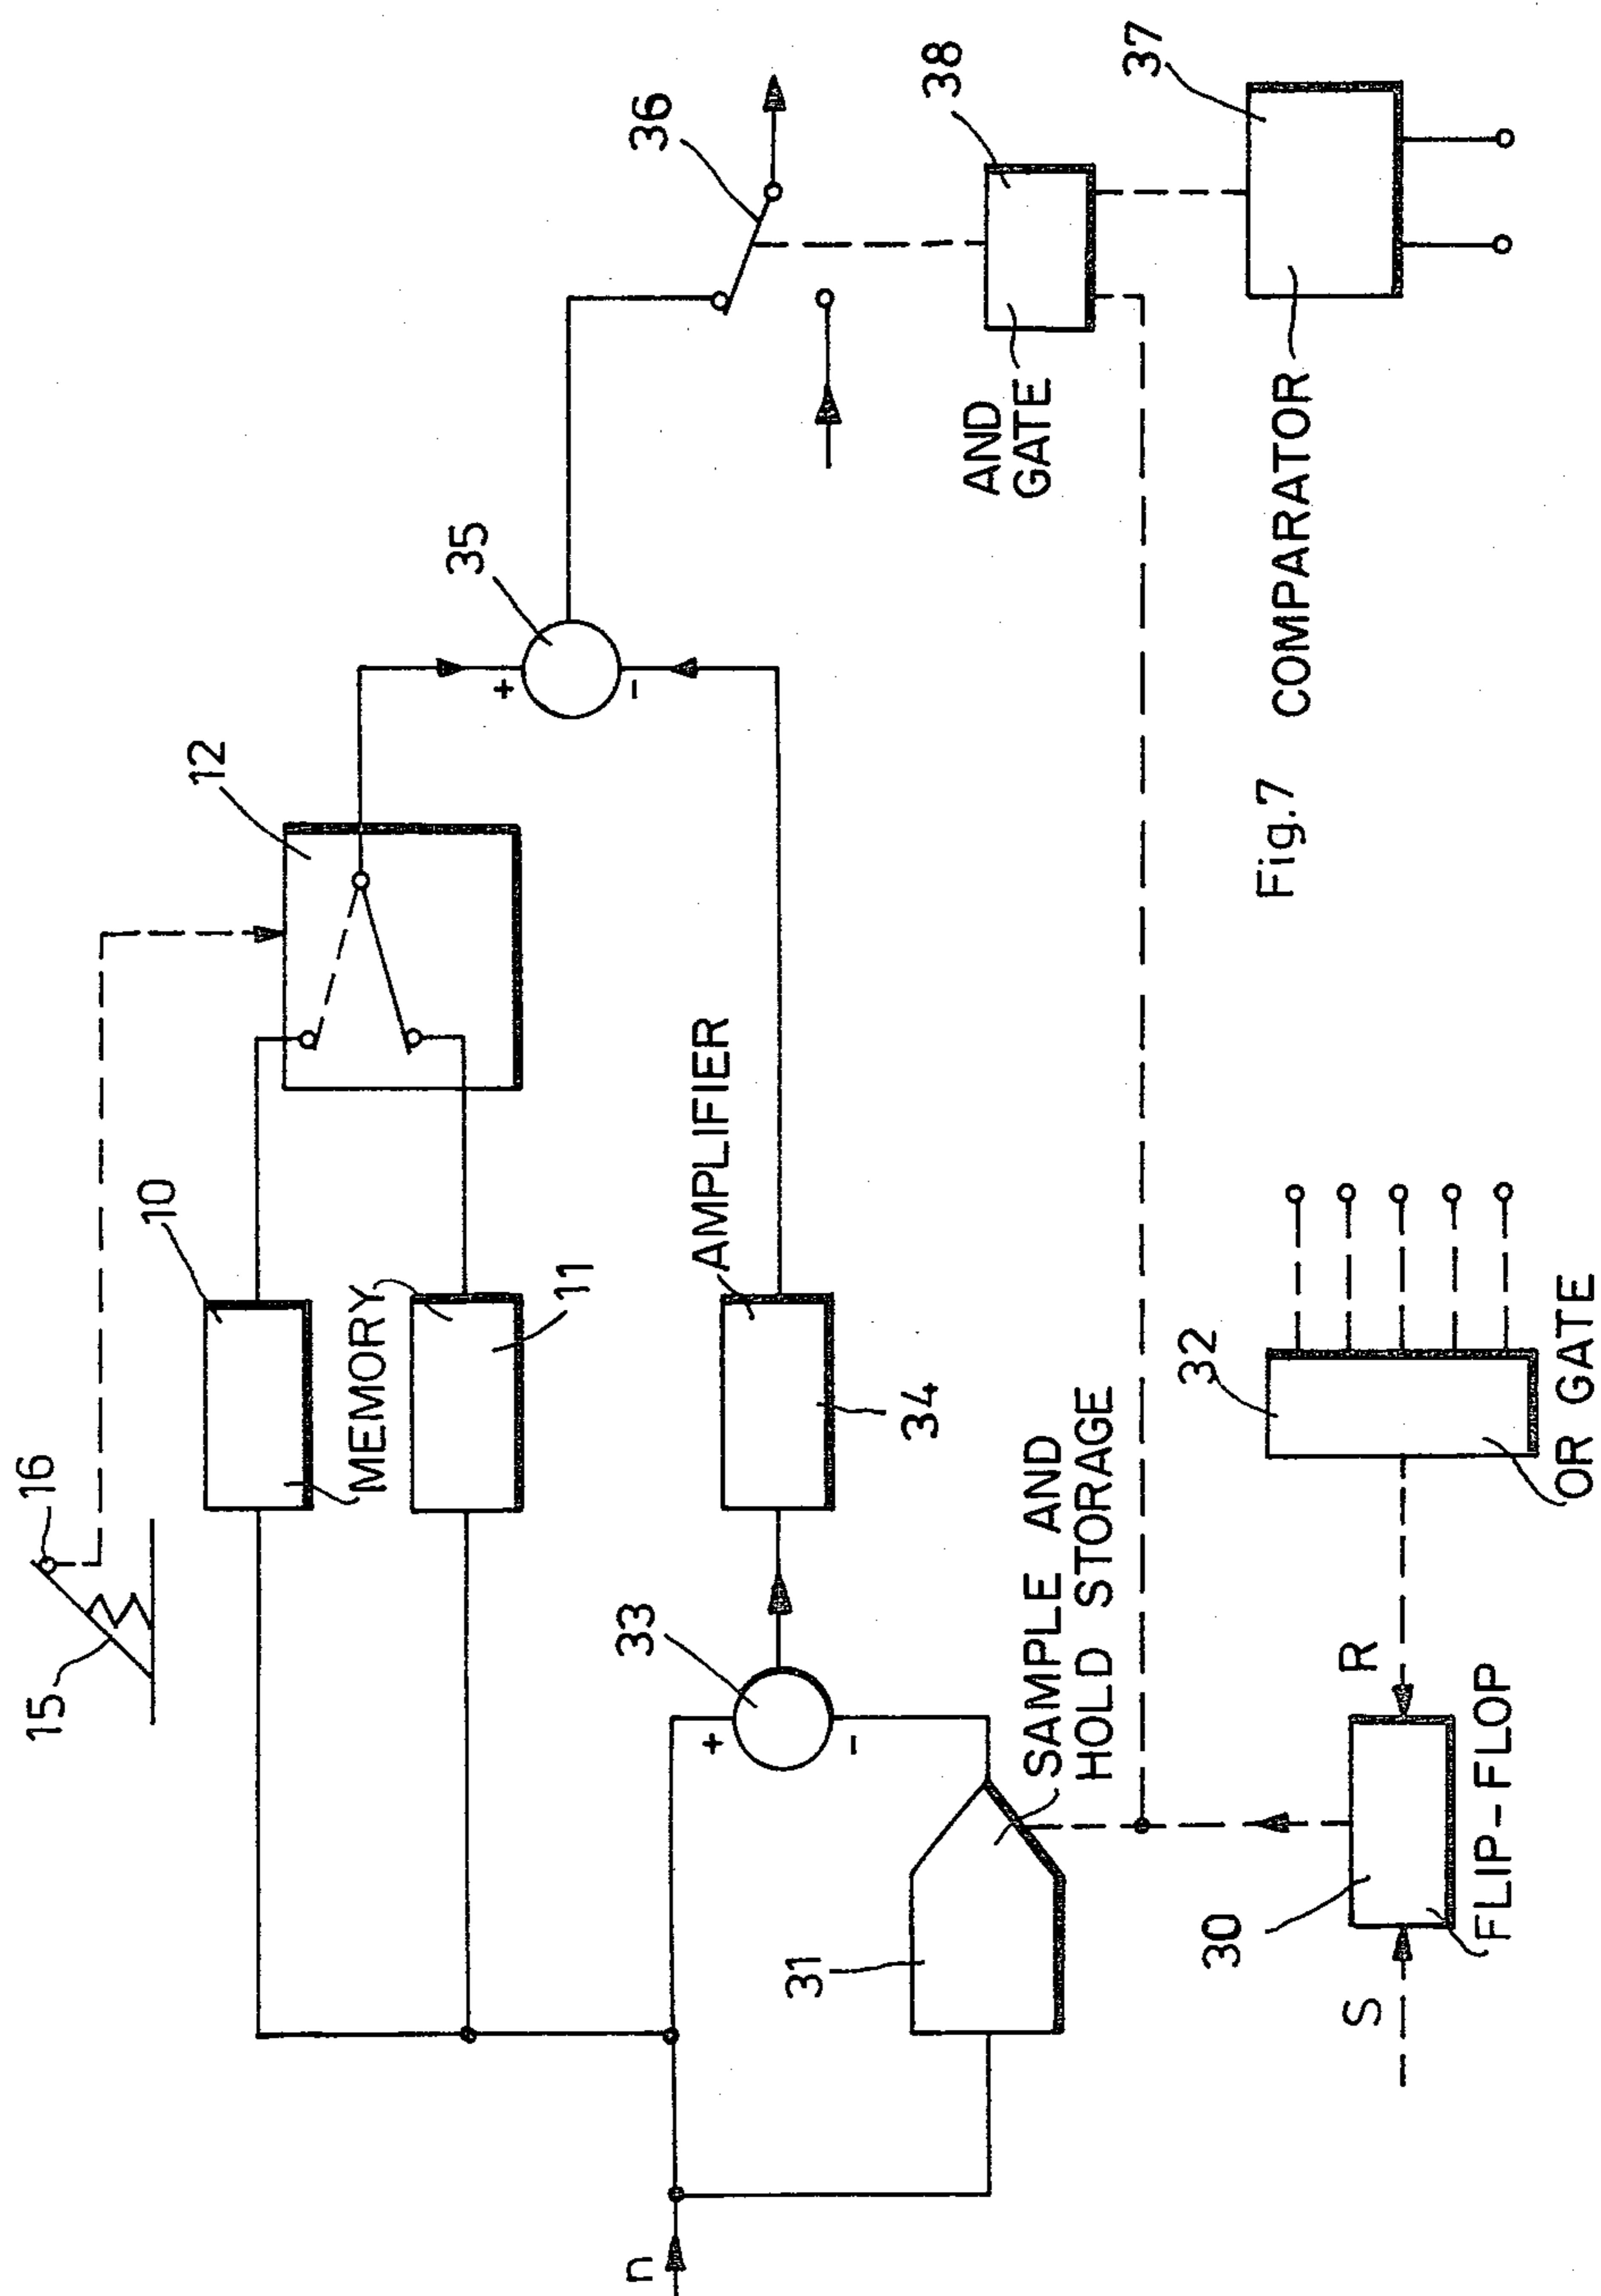 15
16
10
MEMORY
11
12
35
36
n
33
AMPLIFIER
34
31
SAMPLE AND
HOLD STORAGE
+
-
+
-
AND
GATE
38
37
COMPARATOR
S
30
FLIP-FLOP
R
32
OR GATE
Fig.7